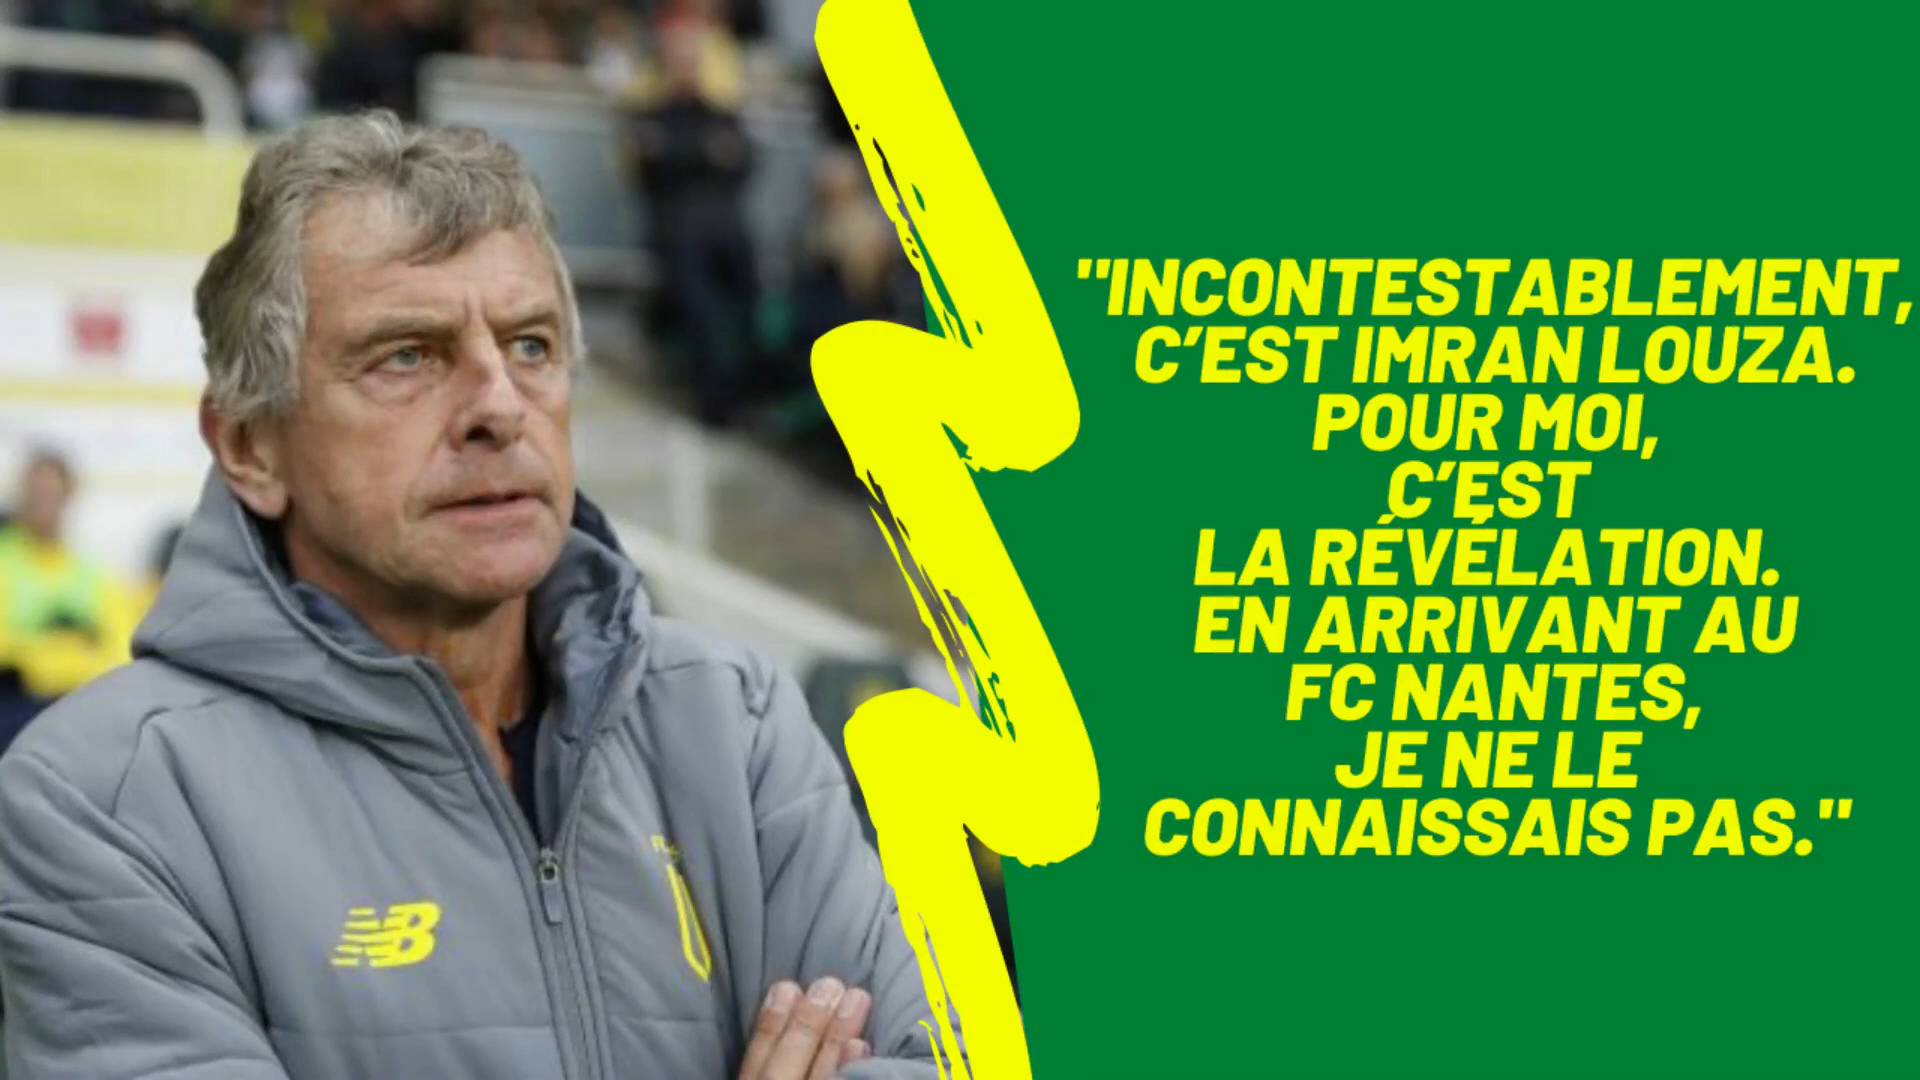 "INCONTESTABLEMENT,
C'EST IMRAN LOUZA.
POUR MOI,
C'EST
LA RÉVÉLATION.
EN ARRIVANT AU
FC NANTES,
JE NE LE
CONNAISSAIS PAS."
NB